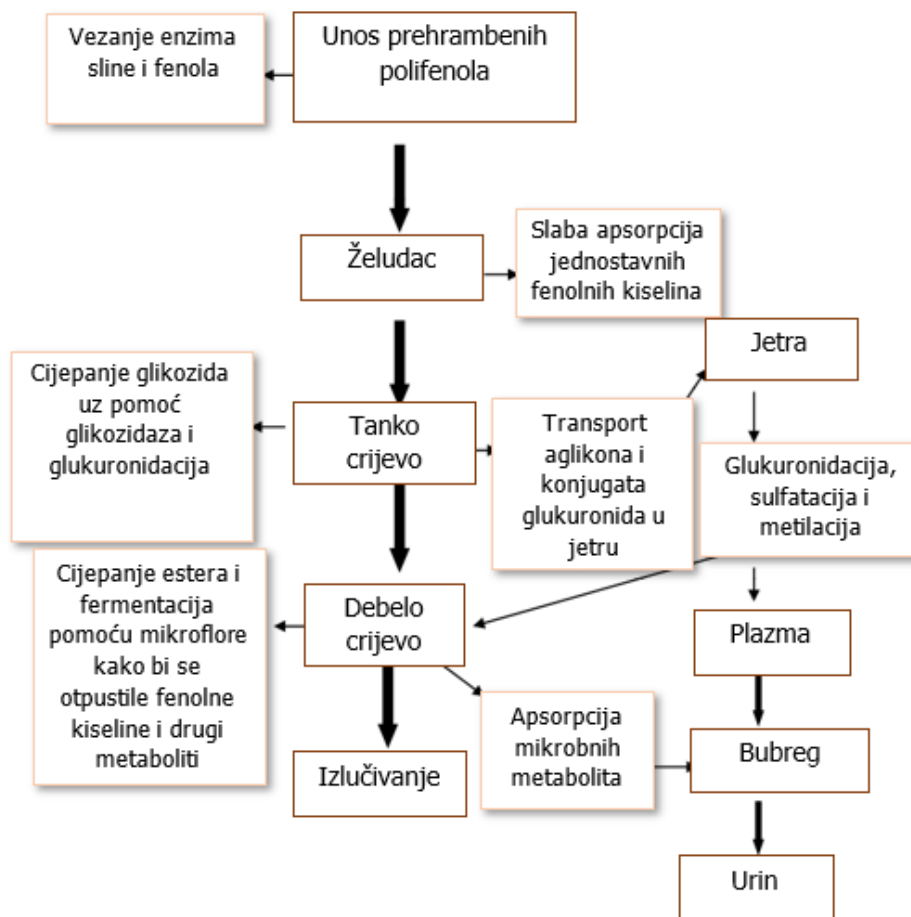 Vezanje enzima
sline i fenola
Unos prehrambenih
polifenola
Želudac
Slaba apsorpcija
jednostavnih
fenolnih kiselina
Jetra
Cijepanje glikozida
uz pomoć
glikozidaza i
glukuronidacija
Tanko
crijevo
Transport
aglikona i
konjugata
glukuronida u
jetru
Glukuronidacija,
sulfatacija i
metilacija
Cijepanje estera i
fermentacija
pomoću mikroflore
kako bi se
otpustile fenolne
kiseline i drugi
metaboliti
Debelo
crijevo
Plazma
Apsorpcija
mikrobnih
metabolita
Bubreg
Izlučivanje
Urin